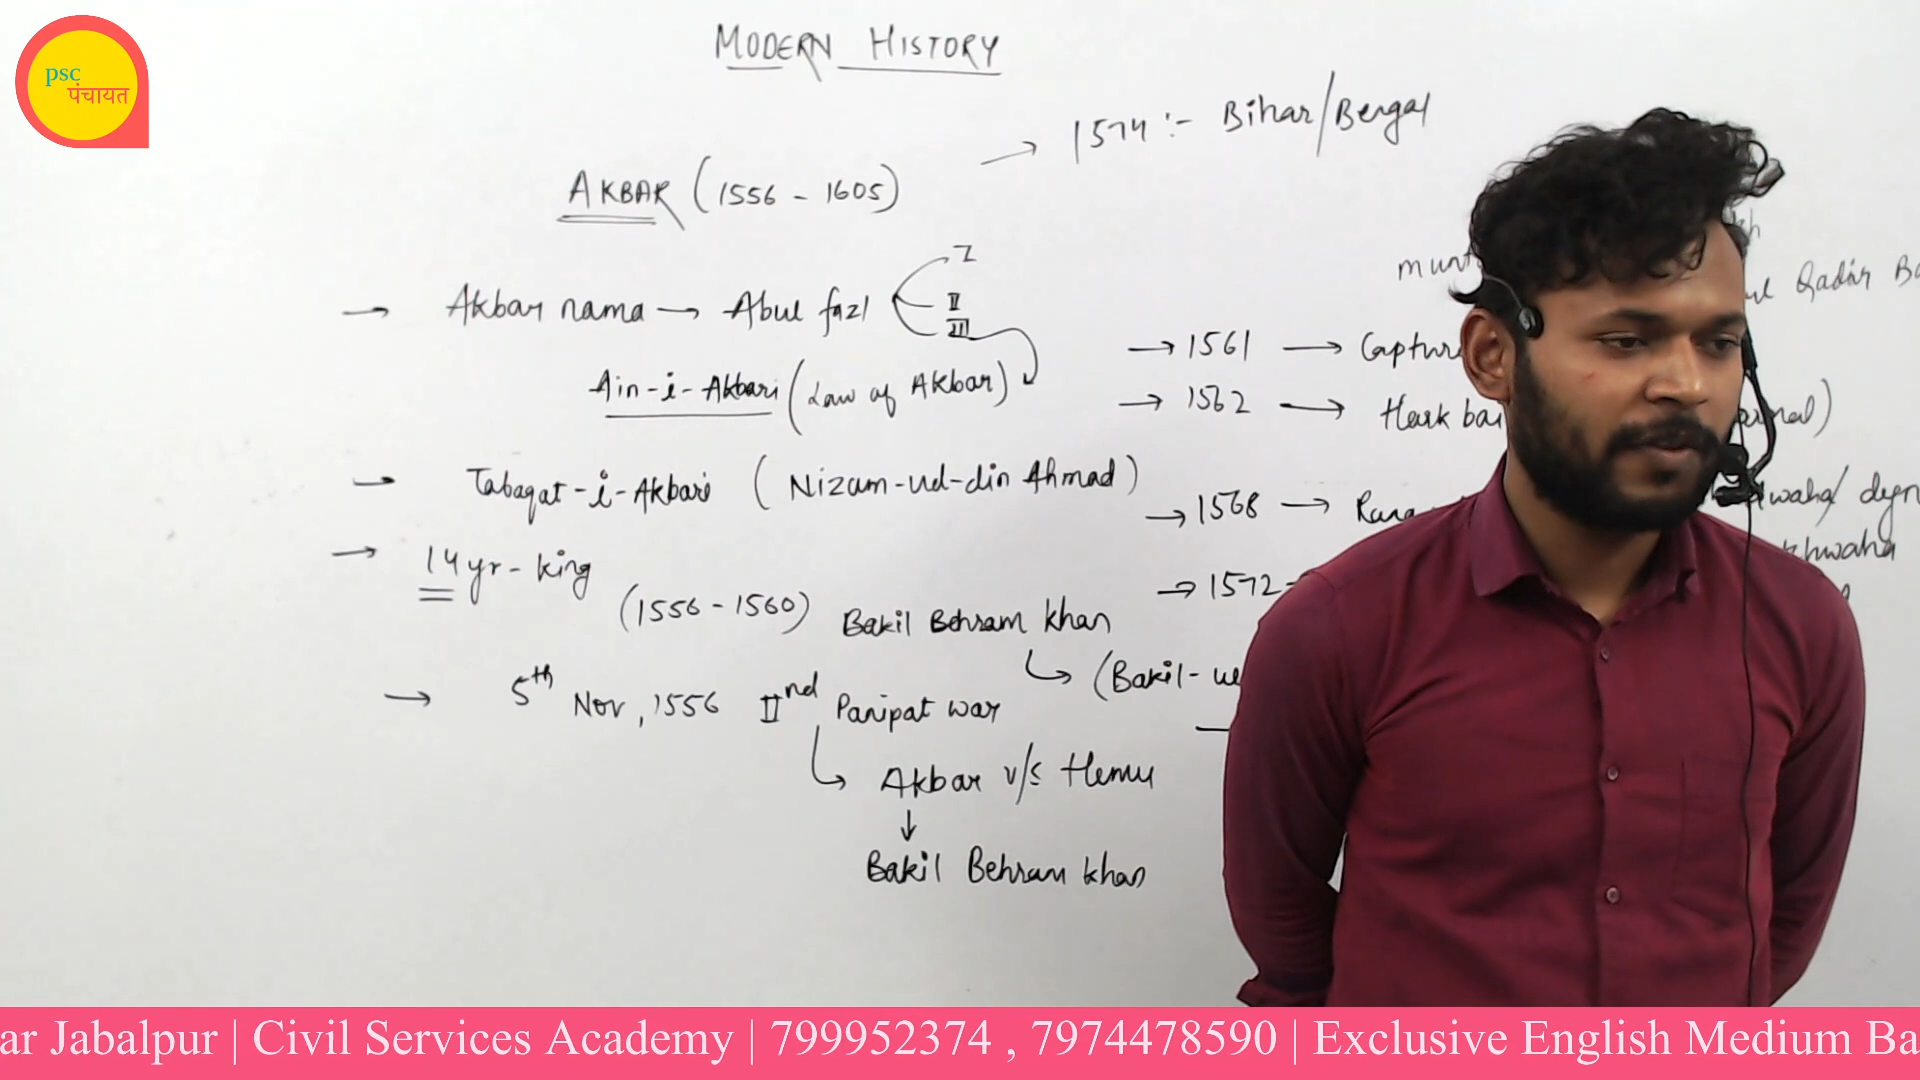 psc
पंचायत
MODERN HISTORY
→ 1574 :- Bihar/Bengal
AKBAR (1556 - 1605)
→ Akbar nama → Abul fazl
I
II
III
Ain-i-Akbari (Law of Akbar)
→ Tabaqat-i-Akbari (Nizam-ud-din Ahmad)
→ 14 yr - king
(1556 - 1560) Bakil Behram khan
(Bakil-
→ 5th Nov, 1556 IInd Panipat war
Akbar v/s Hemu
Bakil Behram khan
Qadir
→ 1561 → Capture
→ 1562 → Hark bai
→ 1568 → Rana
→ 1572
ar Jabalpur | Civil Services Academy | 799952374 , 7974478590 | Exclusive English Medium Ba